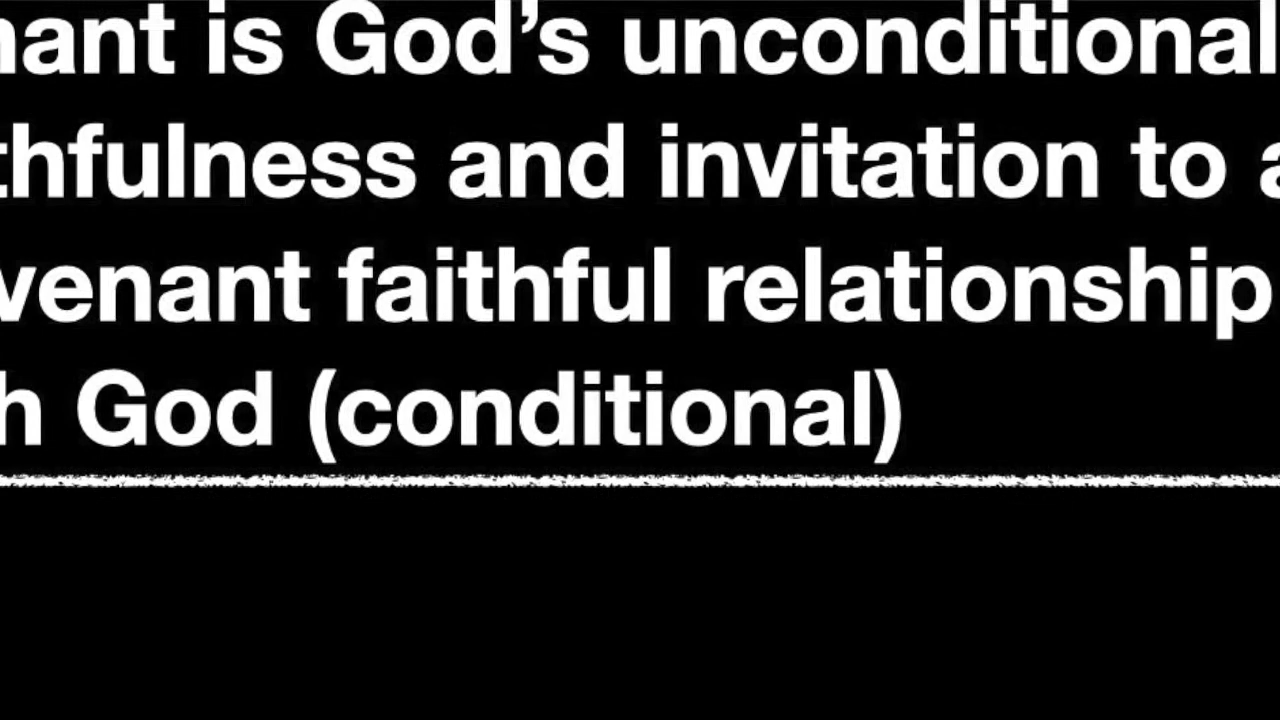 nant is God’s unconditional
thfulness and invitation to a
venant faithful relationship
h God (conditional)